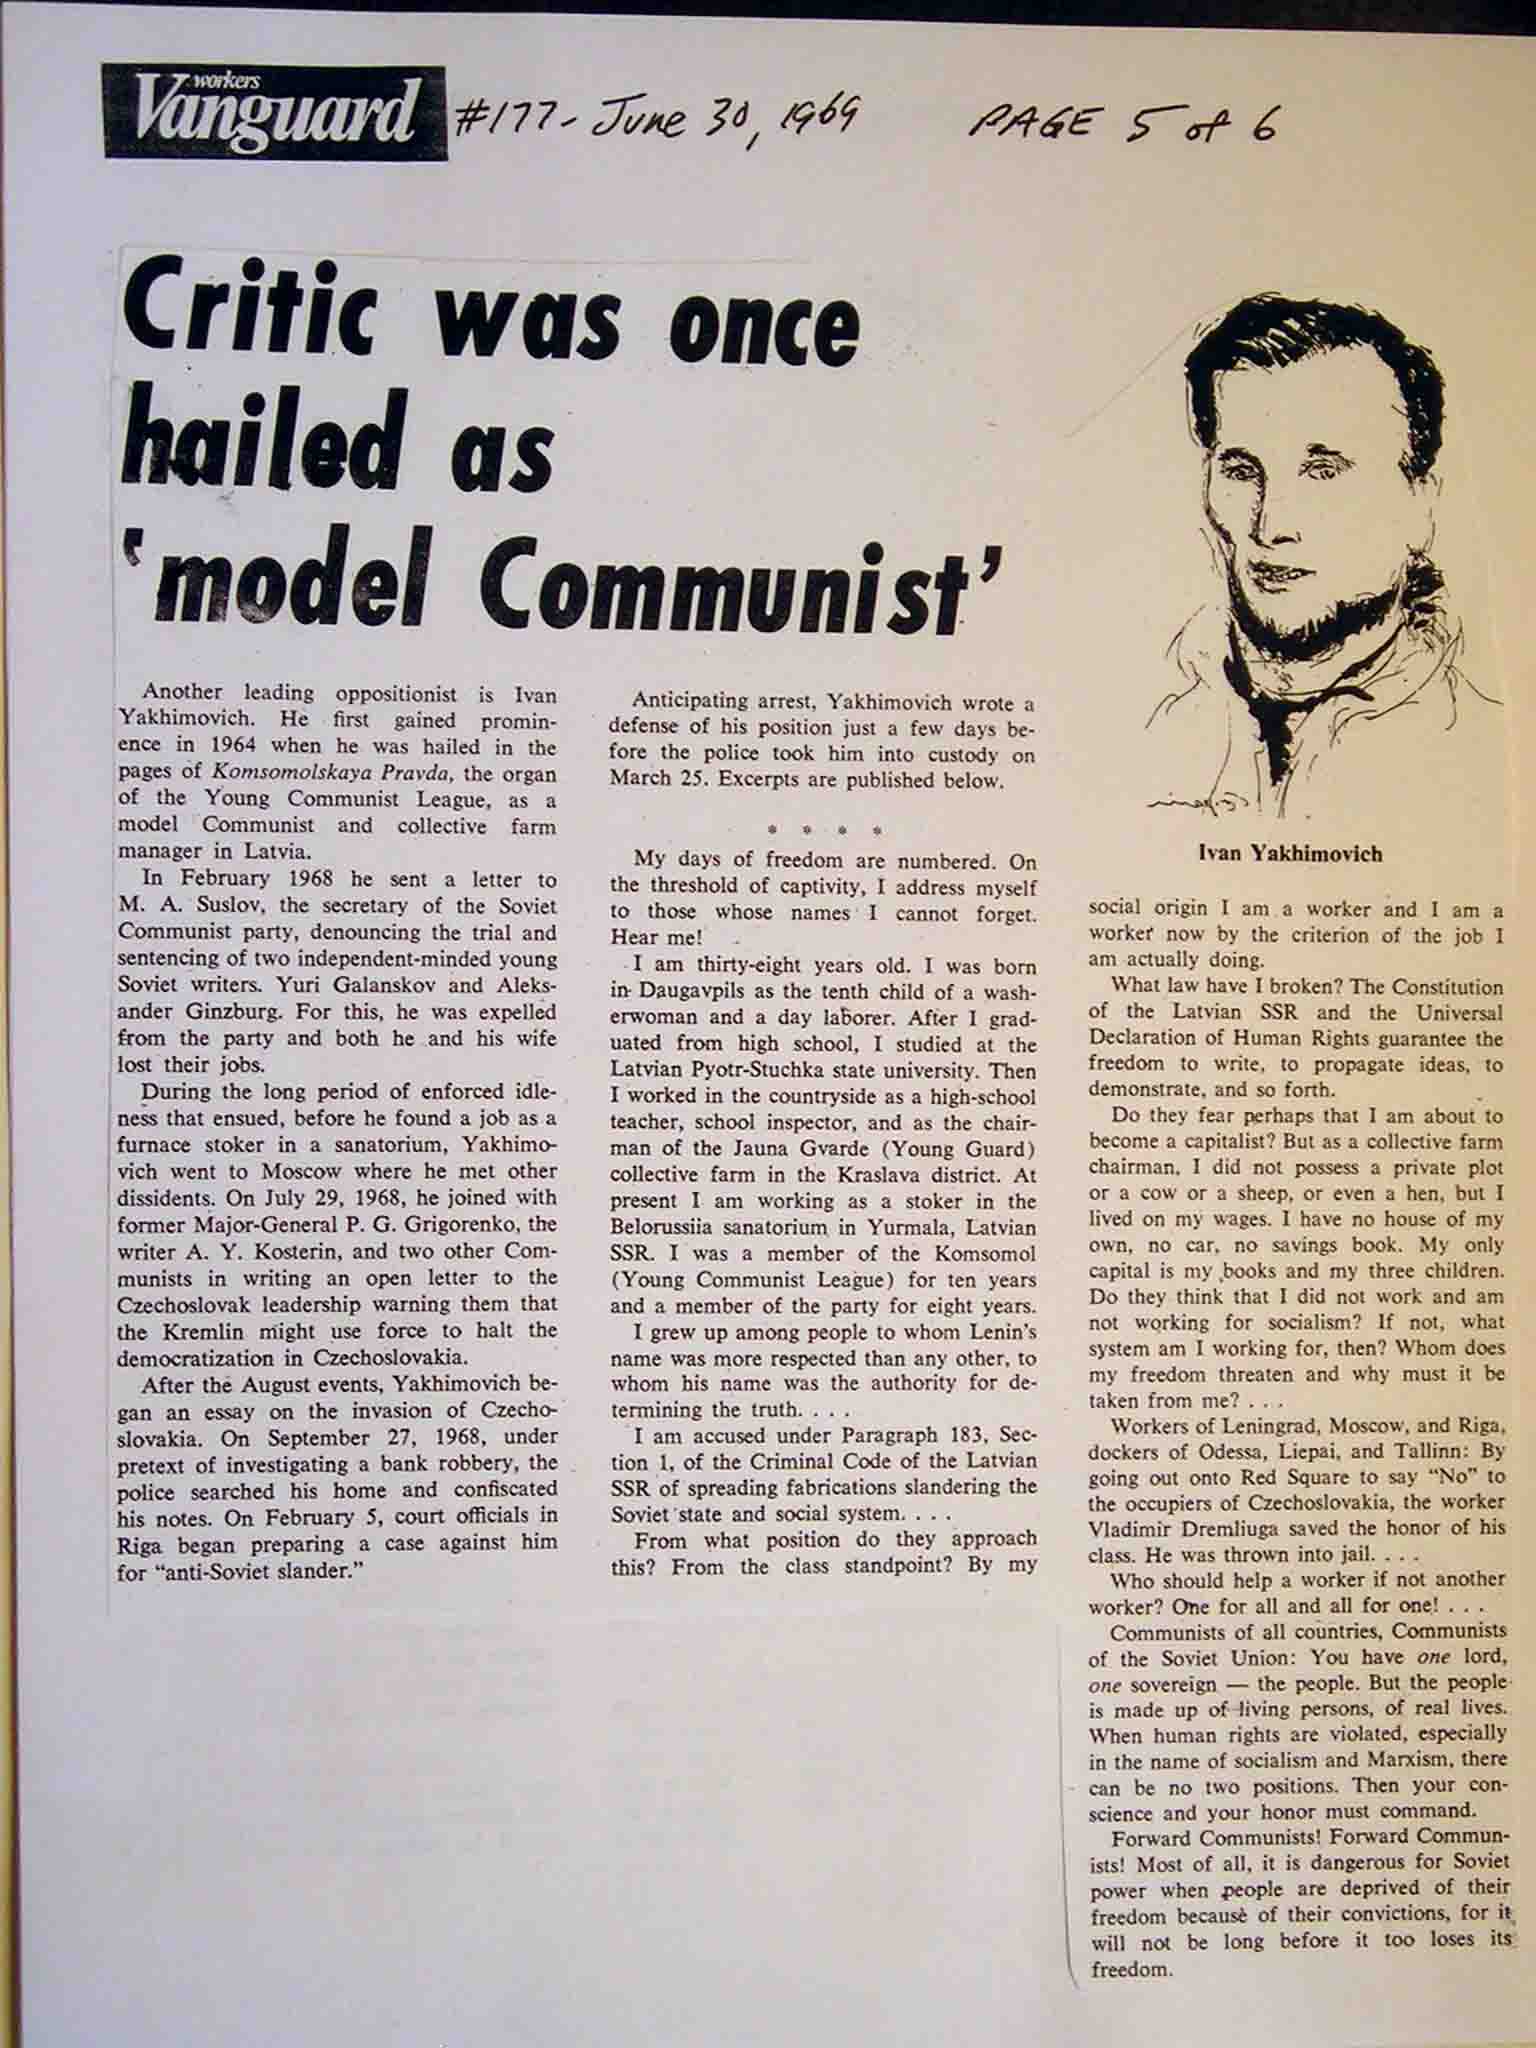 workers
Vanguard #177- June 30, 1969 PAGE 5 of 6
Critic was once
hailed as
'model Communist'
Another leading oppositionist is Ivan
Yakhimovich. He first gained promin-
ence in 1964 when he was hailed in the
pages of Komsomolskaya Pravda, the organ
of the Young Communist League, as a
model Communist and collective farm
manager in Latvia.
In February 1968 he sent a letter to
M. A. Suslov, the secretary of the Soviet
Communist party, denouncing the trial and
sentencing of two independent-minded young
Soviet writers. Yuri Galanskov and Aleks-
ander Ginzburg. For this, he was expelled
from the party and both he and his wife
lost their jobs.
During the long period of enforced idle-
ness that ensued, before he found a job as a
furnace stoker in a sanatorium, Yakhimo-
vich went to Moscow where he met other
dissidents. On July 29, 1968, he joined with
former Major-General P. G. Grigorenko, the
writer A. Y. Kosterin, and two other Com-
munists in writing an open letter to the
Czechoslovak leadership warning them that
the Kremlin might use force to halt the
democratization in Czechoslovakia.
After the August events, Yakhimovich be-
gan an essay on the invasion of Czecho-
slovakia. On September 27, 1968, under
pretext of investigating a bank robbery, the
police searched his home and confiscated
his notes. On February 5, court officials in
Riga began preparing a case against him
for "anti-Soviet slander."
Anticipating arrest, Yakhimovich wrote a
defense of his position just a few days be-
fore the police took him into custody on
March 25. Excerpts are published below.
* * * *
My days of freedom are numbered. On
the threshold of captivity, I address myself
to those whose names I cannot forget.
Hear me!
I am thirty-eight years old. I was born
in Daugavpils as the tenth child of a wash-
erwoman and a day laborer. After I grad-
uated from high school, I studied at the
Latvian Pyotr-Stuchka state university. Then
I worked in the countryside as a high-school
teacher, school inspector, and as the chair-
man of the Jauna Gvarde (Young Guard)
collective farm in the Kraslava district. At
present I am working as a stoker in the
Belorussiia sanatorium in Yurmala, Latvian
SSR. I was a member of the Komsomol
(Young Communist League) for ten years
and a member of the party for eight years.
I grew up among people to whom Lenin's
name was more respected than any other, to
whom his name was the authority for de-
termining the truth. . . .
I am accused under Paragraph 183, Sec-
tion 1, of the Criminal Code of the Latvian
SSR of spreading fabrications slandering the
Soviet state and social system. . . .
From what position do they approach
this? From the class standpoint? By my
Ivan Yakhimovich
social origin I am a worker and I am a
worker now by the criterion of the job I
am actually doing.
What law have I broken? The Constitution
of the Latvian SSR and the Universal
Declaration of Human Rights guarantee the
freedom to write, to propagate ideas, to
demonstrate, and so forth.
Do they fear perhaps that I am about to
become a capitalist? But as a collective farm
chairman, I did not possess a private plot
or a cow or a sheep, or even a hen, but I
lived on my wages. I have no house of my
own, no car, no savings book. My only
capital is my books and my three children.
Do they think that I did not work and am
not working for socialism? If not, what
system am I working for, then? Whom does
my freedom threaten and why must it be
taken from me? . . .
Workers of Leningrad, Moscow, and Riga,
dockers of Odessa, Liepai, and Tallinn: By
going out onto Red Square to say "No" to
the occupiers of Czechoslovakia, the worker
Vladimir Dremliuga saved the honor of his
class. He was thrown into jail. . . .
Who should help a worker if not another
worker? One for all and all for one! . . .
Communists of all countries, Communists
of the Soviet Union: You have one lord,
one sovereign — the people. But the people
is made up of living persons, of real lives.
When human rights are violated, especially
in the name of socialism and Marxism, there
can be no two positions. Then your con-
science and your honor must command.
Forward Communists! Forward Commun-
ists! Most of all, it is dangerous for Soviet
power when people are deprived of their
freedom because of their convictions, for it
will not be long before it too loses its
freedom.